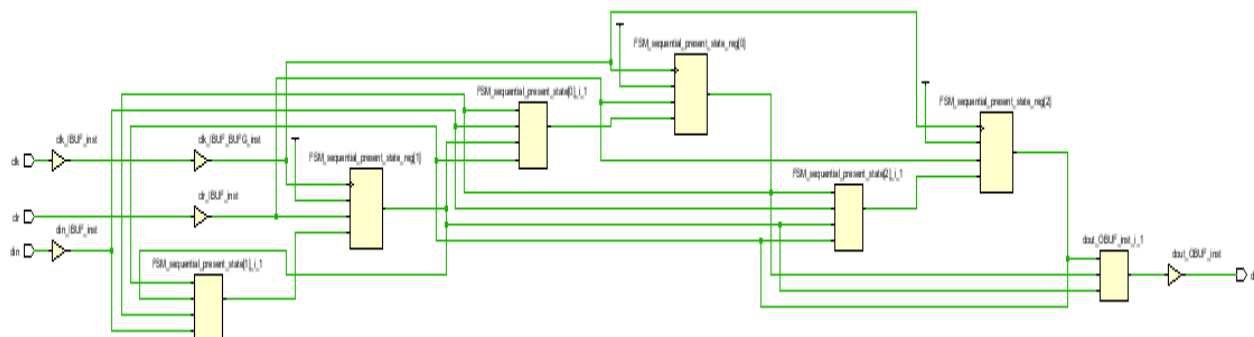 FSM_sequential_present_state_reg[0]
FSM_sequential_present_state[0]_i_1
FSM_sequential_present_state_reg[2]
clk_IBUF_inst
clk_IBUF_BUFG_inst
FSM_sequential_present_state_reg[1]
clk
FSM_sequential_present_state[2]_i_1
clr_IBUF_inst
clr
din_IBUF_inst
din
dout_OBUF_inst_i_1
dout_OBUF_inst
FSM_sequential_present_state[1]_i_1